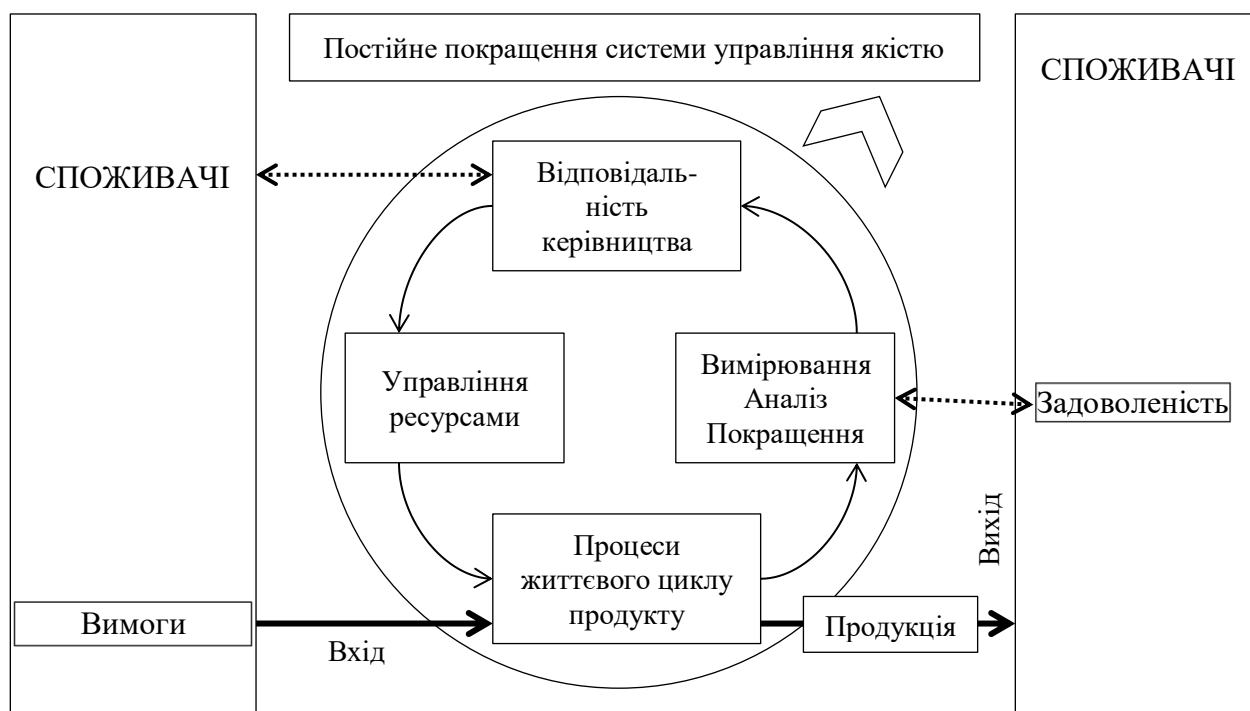 Постійне покращення системи управління якістю
СПОЖИВАЧІ
СПОЖИВАЧІ
Відповідаль-
ність
керівництва
Управління
ресурсами
Вимірювання
Аналіз
Покращення
Задоволеність
Вихід
Процеси
життєвого циклу
продукту
Вимоги
Вхід
Продукція